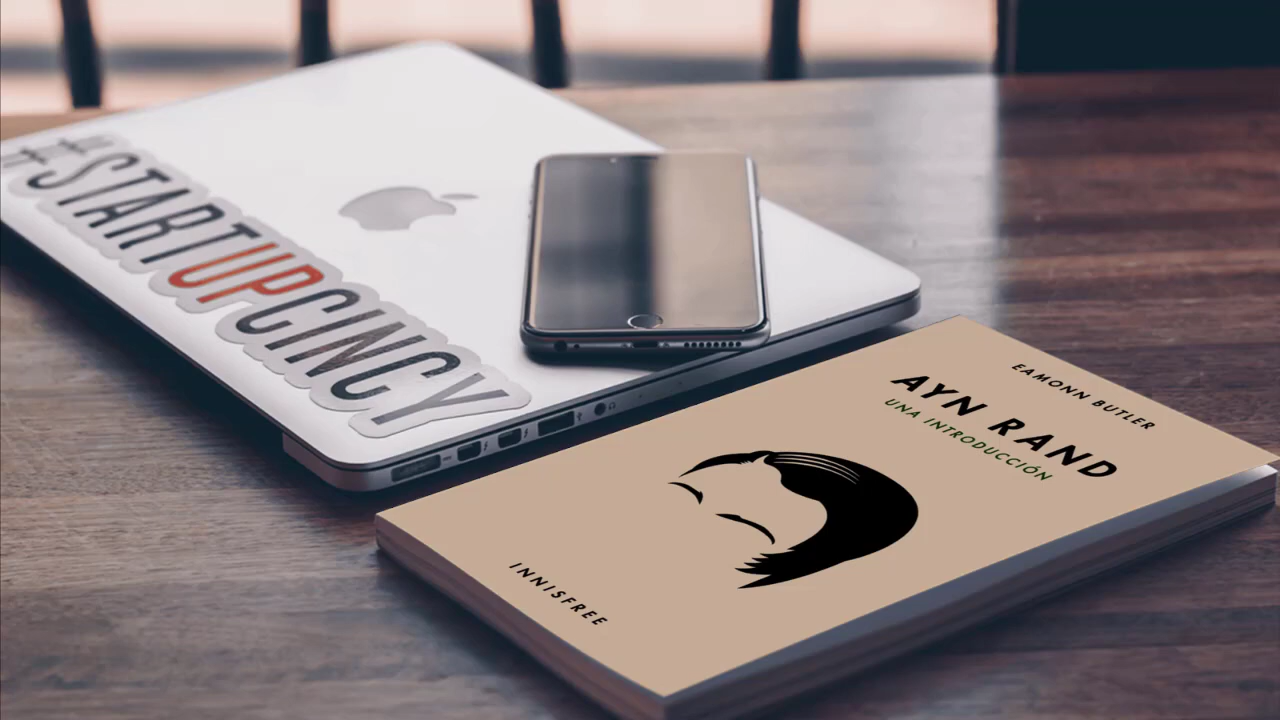 #STARTUPCINCY
EAMONN BUTLER
AYN RAND
UNA INTRODUCCIÓN
INNISFREE